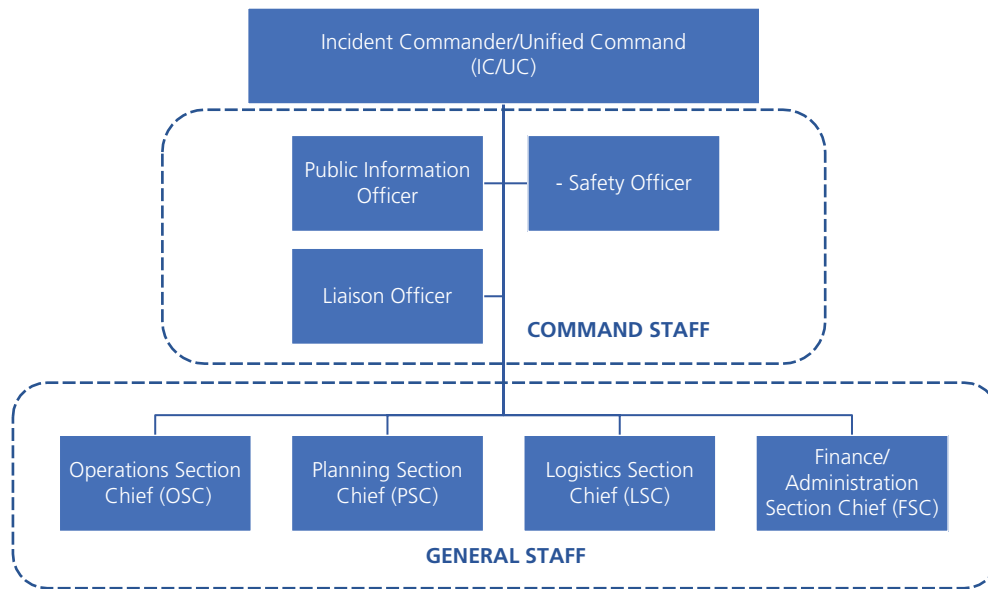 Incident Commander/Unified Command
(IC/UC)
Public Information
Officer
- Safety Officer
Liaison Officer
COMMAND STAFF
Operations Section
Chief (OSC)
Planning Section
Chief (PSC)
Logistics Section
Chief (LSC)
Finance/
Administration
Section Chief (FSC)
GENERAL STAFF